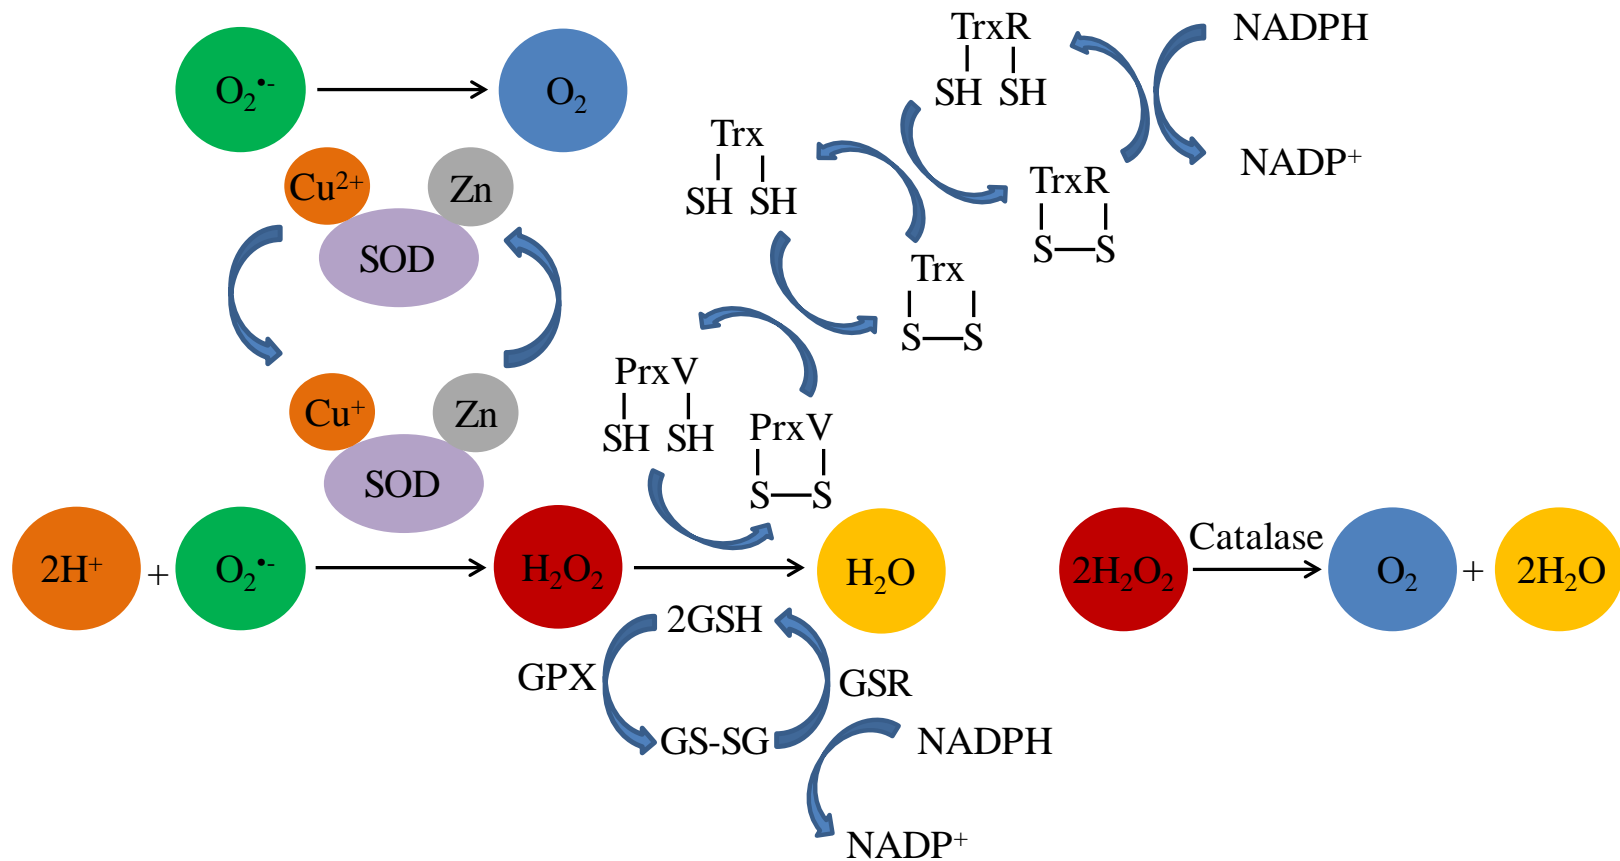 O₂•- → O₂
Cu²⁺ Zn
SOD
Cu⁺ Zn
SOD
2H⁺ + O₂•- → H₂O₂ → H₂O
TrxR
SH SH
NADPH
NADP⁺
TrxR
S S
Trx
SH SH
Trx
S S
PrxV
SH SH
PrxV
S S
2H₂O₂ Catalase → O₂ + 2H₂O
2GSH
GPX
GSR
GS-SG
NADPH
NADP⁺